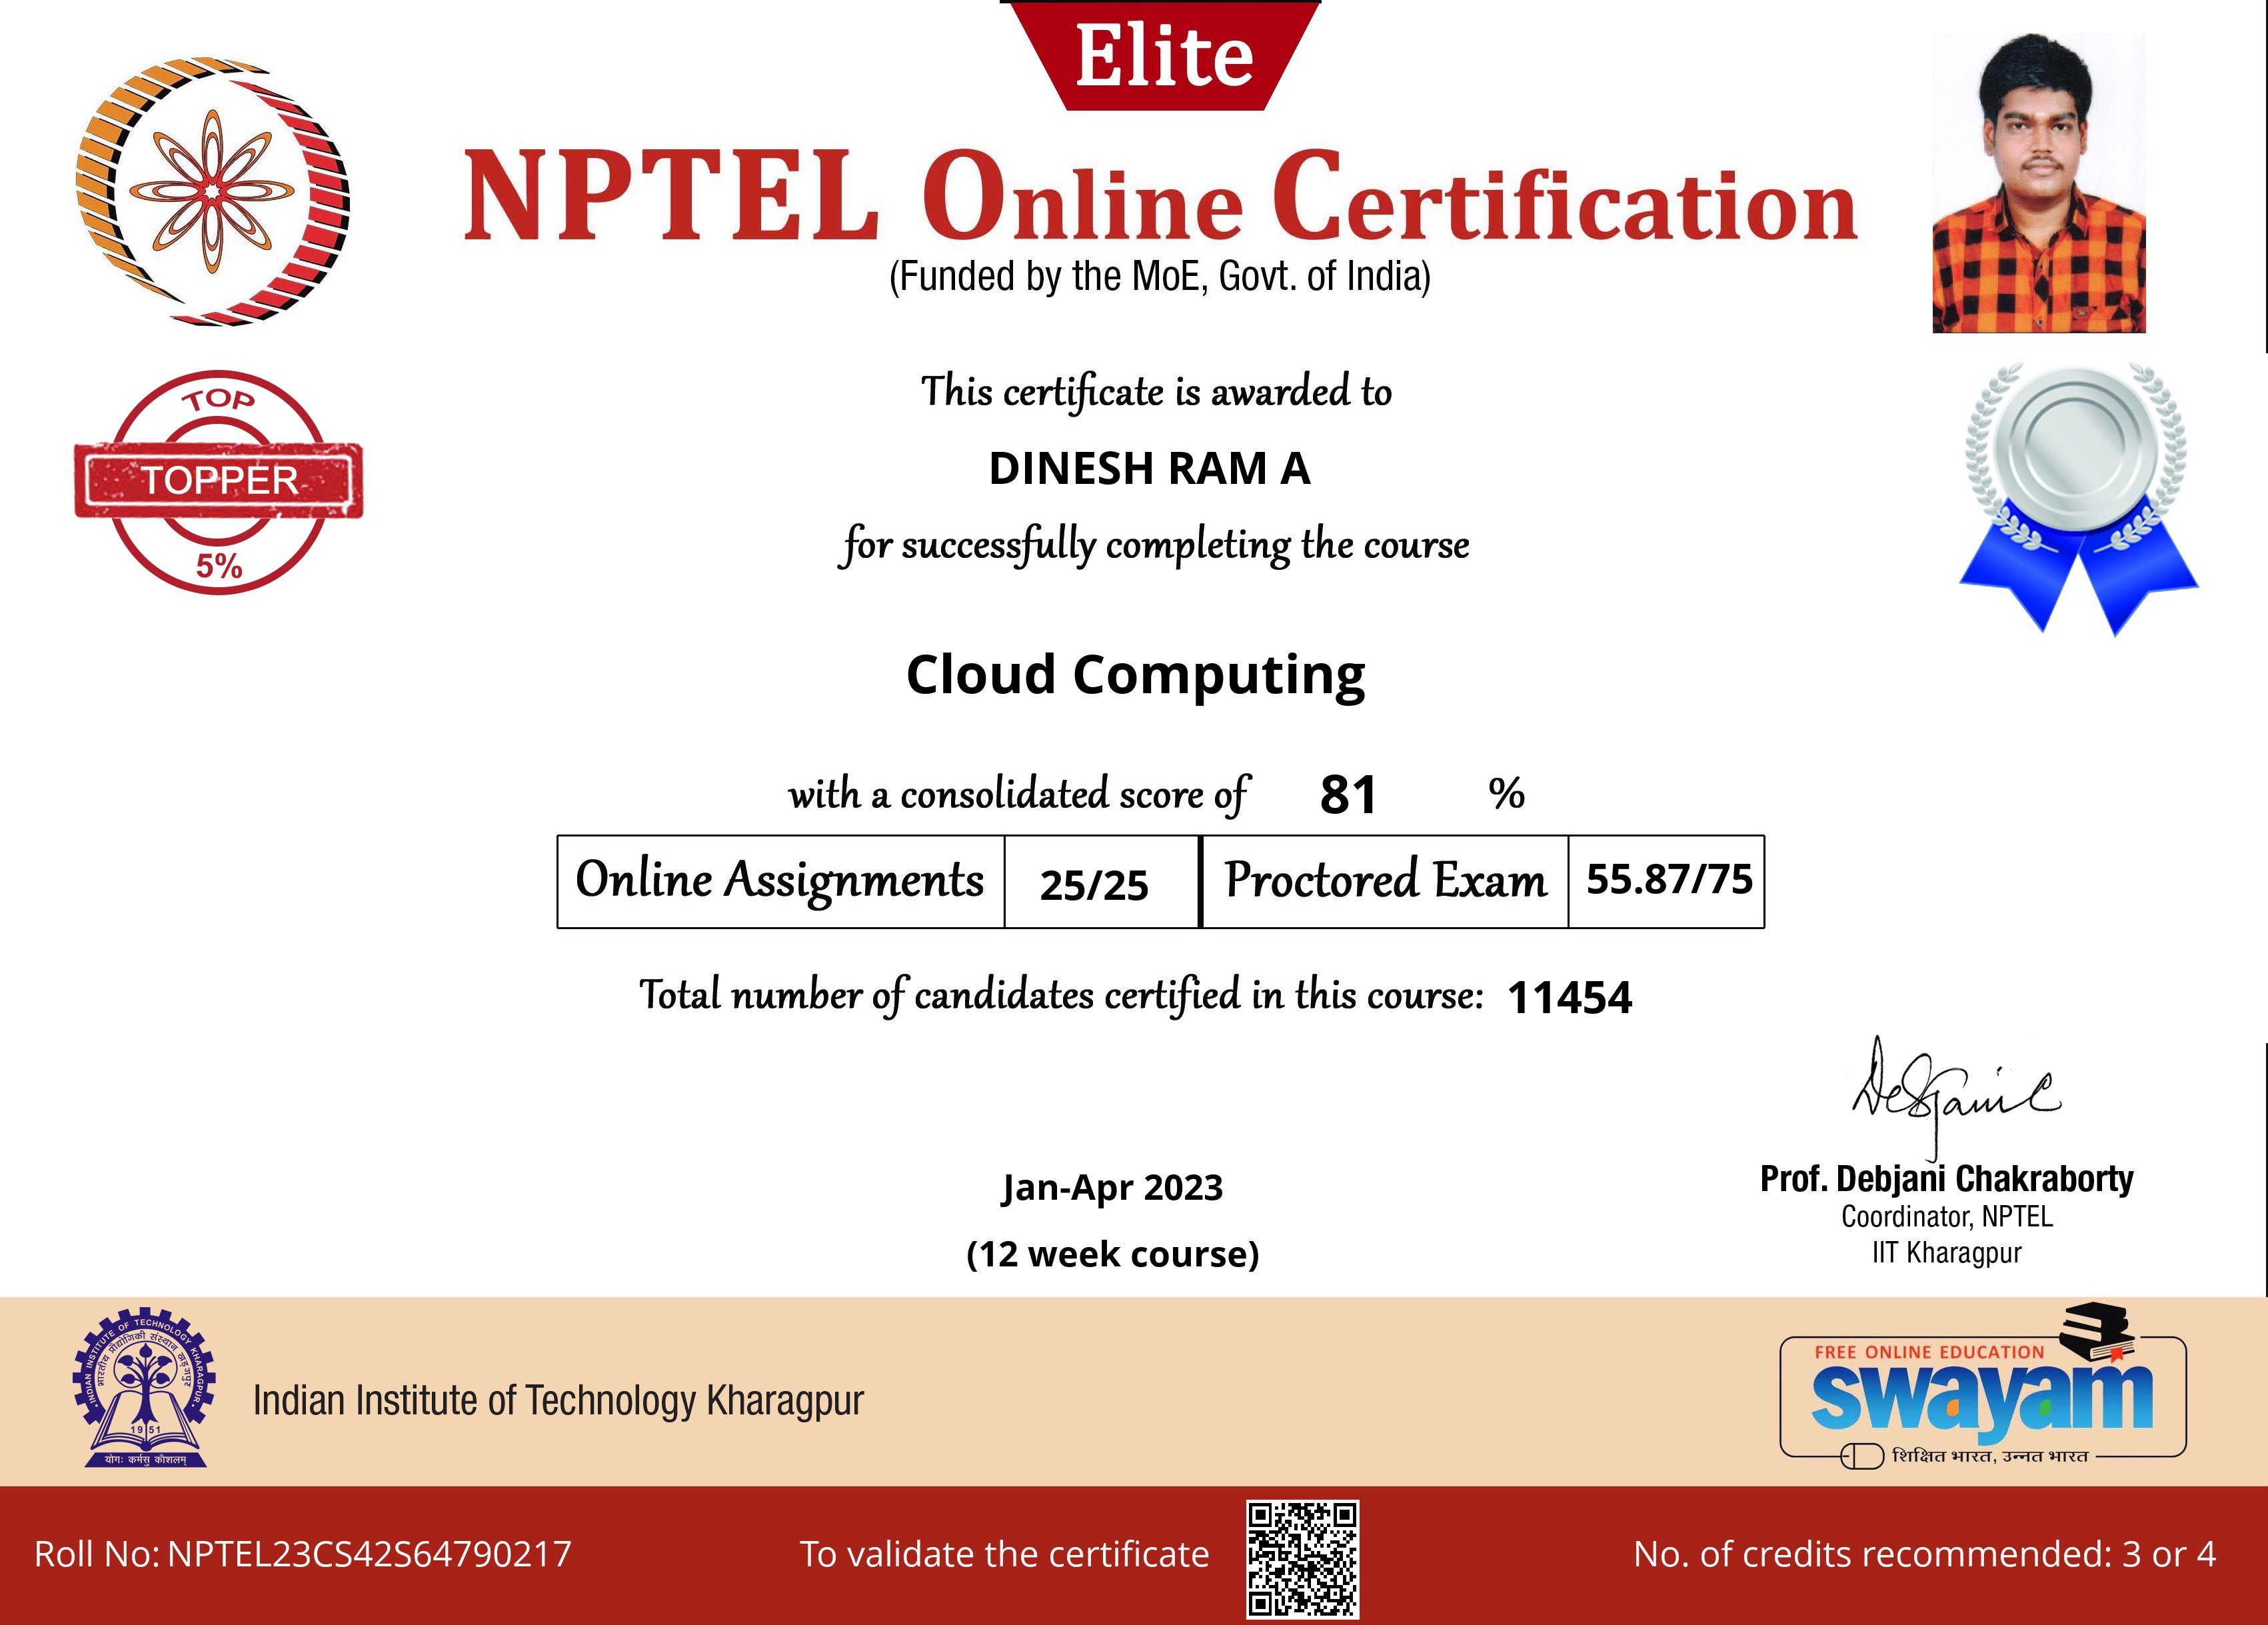 Elite
NPTEL Online Certification
(Funded by the MoE, Govt. of India)
This certificate is awarded to
DINESH RAM A
for successfully completing the course
TOP
TOPPER
5%
Cloud Computing
with a consolidated score of 81 %
Online Assignments 25/25 Proctored Exam 55.87/75
Total number of candidates certified in this course: 11454
Jan-Apr 2023
(12 week course)
Debjani C
Prof. Debjani Chakraborty
Coordinator, NPTEL
IIT Kharagpur
INDIAN INSTITUTE OF TECHNOLOGY KHARAGPUR
भारतीय प्रौद्योगिकी संस्थान खड़गपुर
1951
योगः कर्मसु कौशलम्
Indian Institute of Technology Kharagpur
FREE ONLINE EDUCATION
swayam
शिक्षित भारत, उन्नत भारत
Roll No: NPTEL23CS42S64790217
To validate the certificate
No. of credits recommended: 3 or 4